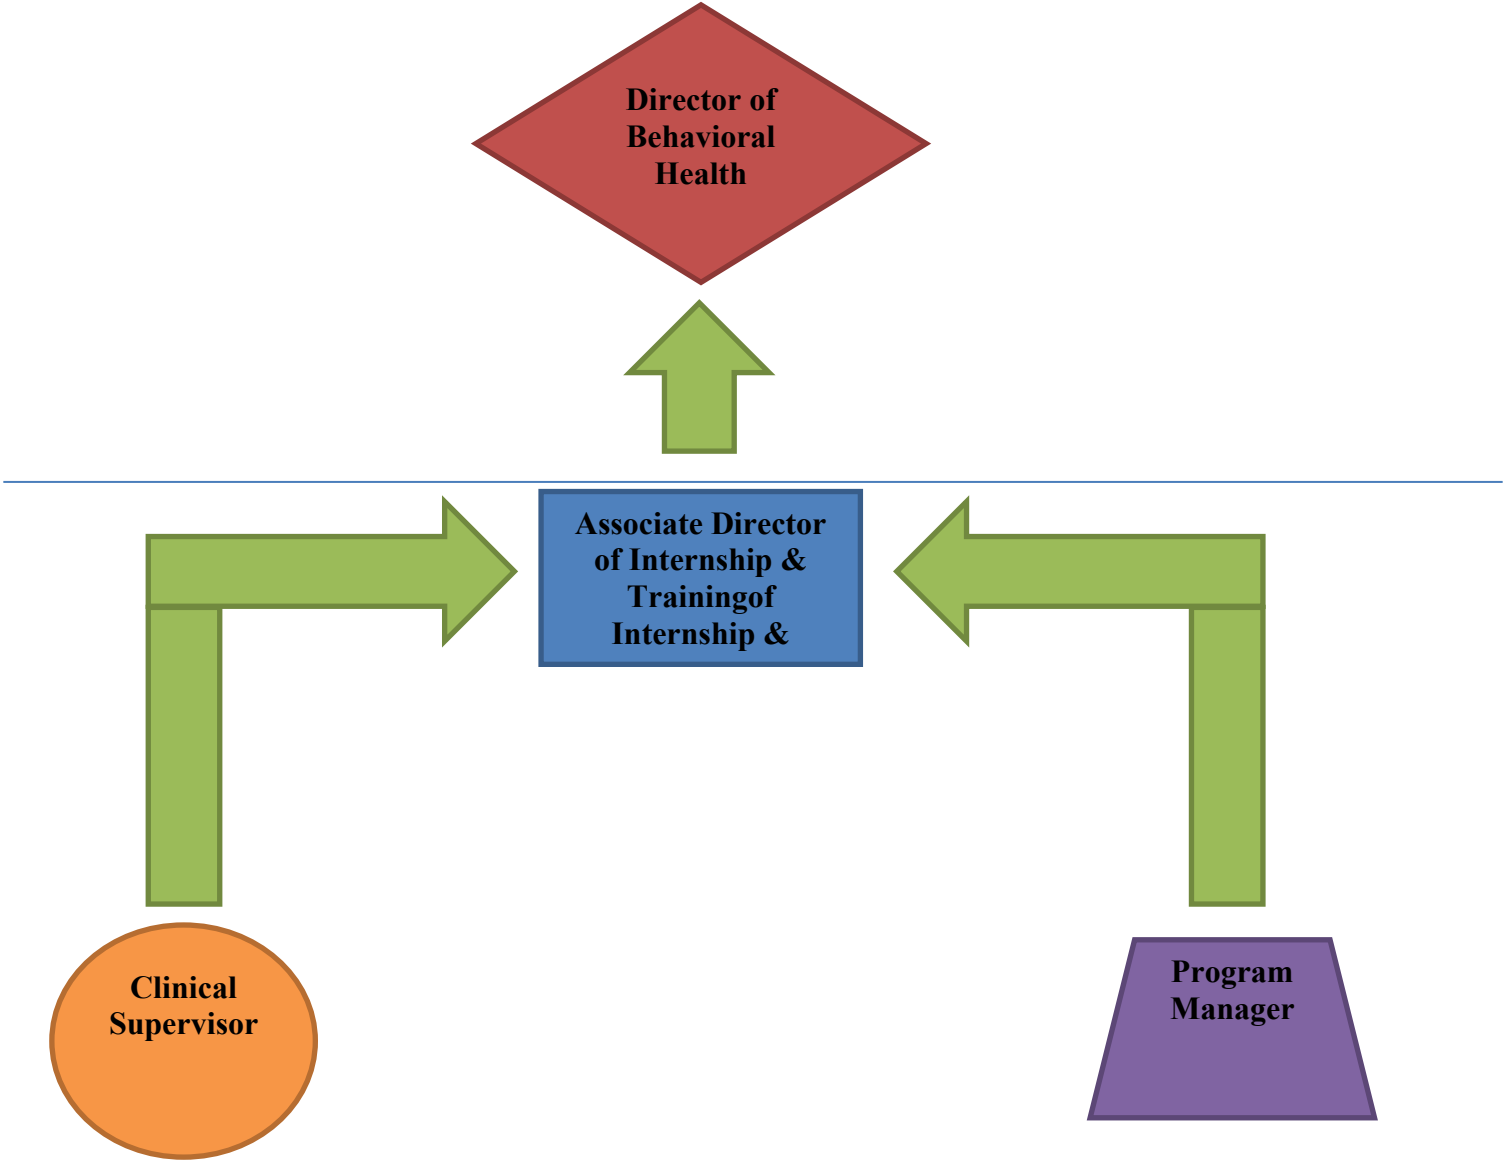 Director of
Behavioral
Health
Associate Director
of Internship &
Trainingof
Internship &
Clinical
Supervisor
Program
Manager